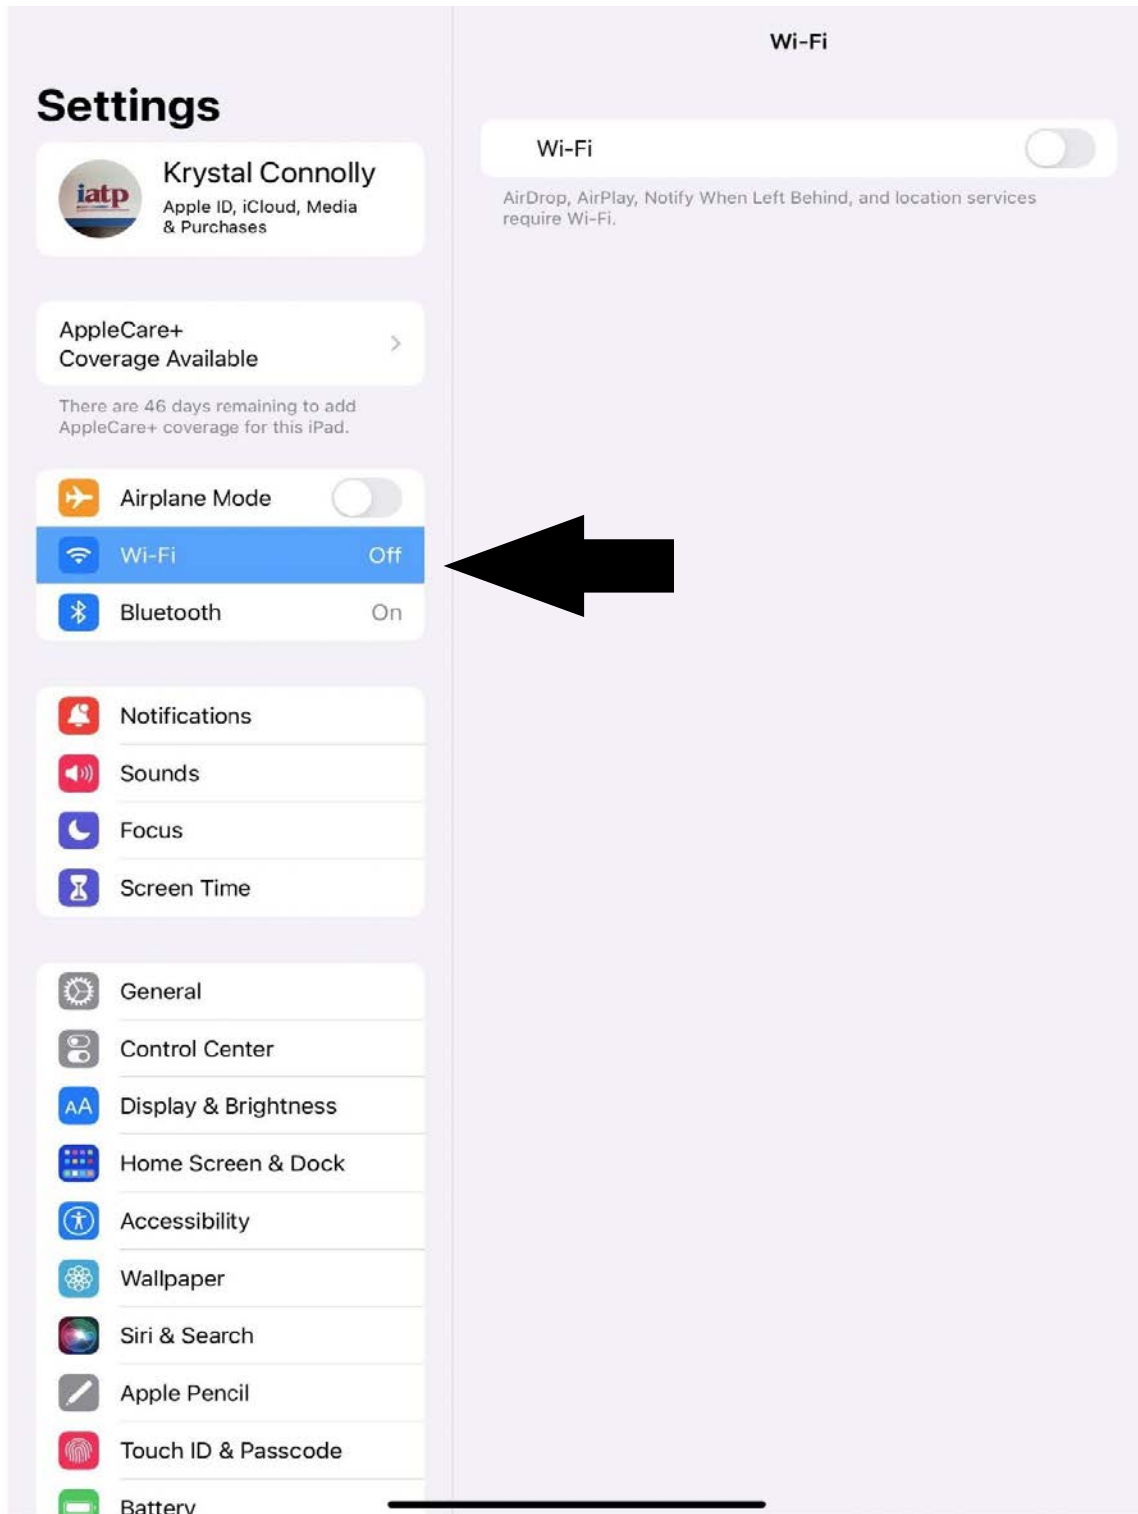 Wi-Fi
Settings
iatp
Krystal Connolly
Apple ID, iCloud, Media
& Purchases
AppleCare+
Coverage Available
There are 46 days remaining to add
AppleCare+ coverage for this iPad.
Airplane Mode
Wi-Fi Off
Bluetooth On
Notifications
Sounds
Focus
Screen Time
General
Control Center
AA Display & Brightness
Home Screen & Dock
Accessibility
Wallpaper
Siri & Search
Apple Pencil
Touch ID & Passcode
Battery
Wi-Fi
AirDrop, AirPlay, Notify When Left Behind, and location services
require Wi-Fi.